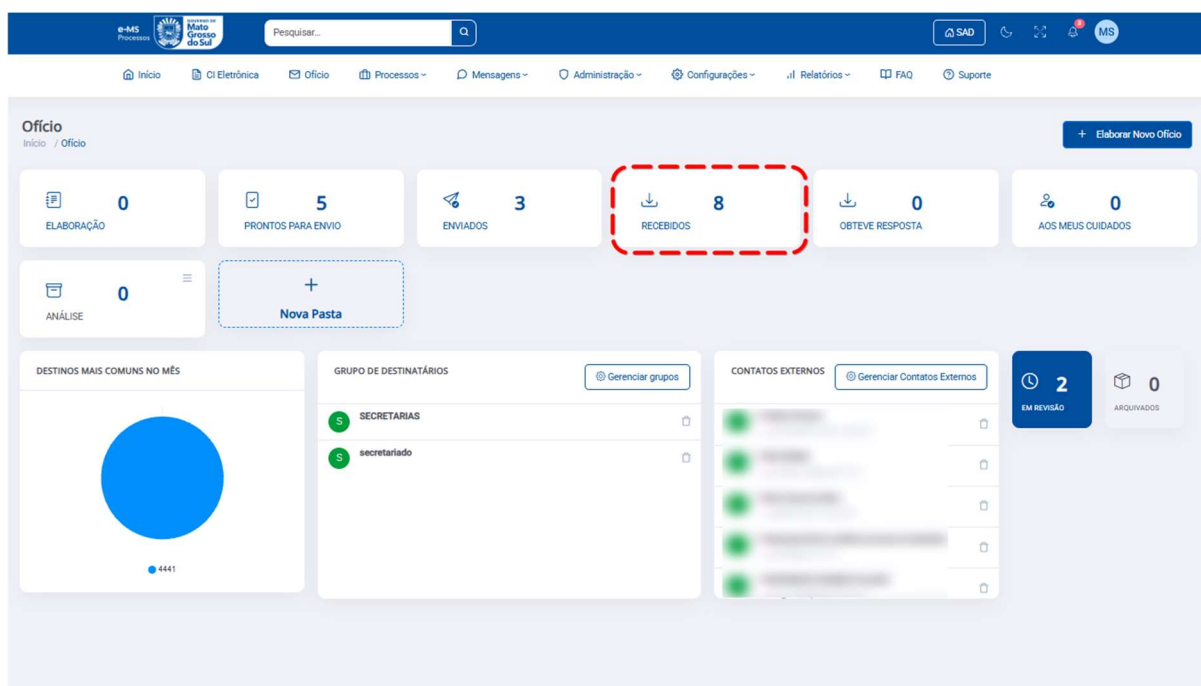 e-MS
Processos
GOVERNO DE
Mato
Grosso
do Sul
Pesquisar...
SAD
MS
Início
CI Eletrônica
Ofício
Processos
Mensagens
Administração
Configurações
Relatórios
FAQ
Suporte
Ofício
Início / Ofício
+ Elaborar Novo Ofício
0
ELABORAÇÃO
5
PRONTOS PARA ENVIO
3
ENVIADOS
8
RECEBIDOS
0
OBTEVE RESPOSTA
0
AOS MEUS CUIDADOS
0
ANÁLISE
+
Nova Pasta
DESTINOS MAIS COMUNS NO MÊS
4441
GRUPO DE DESTINATÁRIOS
Gerenciar grupos
S SECRETARIAS
S secretariado
CONTATOS EXTERNOS
Gerenciar Contatos Externos
2
EM REVISÃO
0
ARQUIVADOS